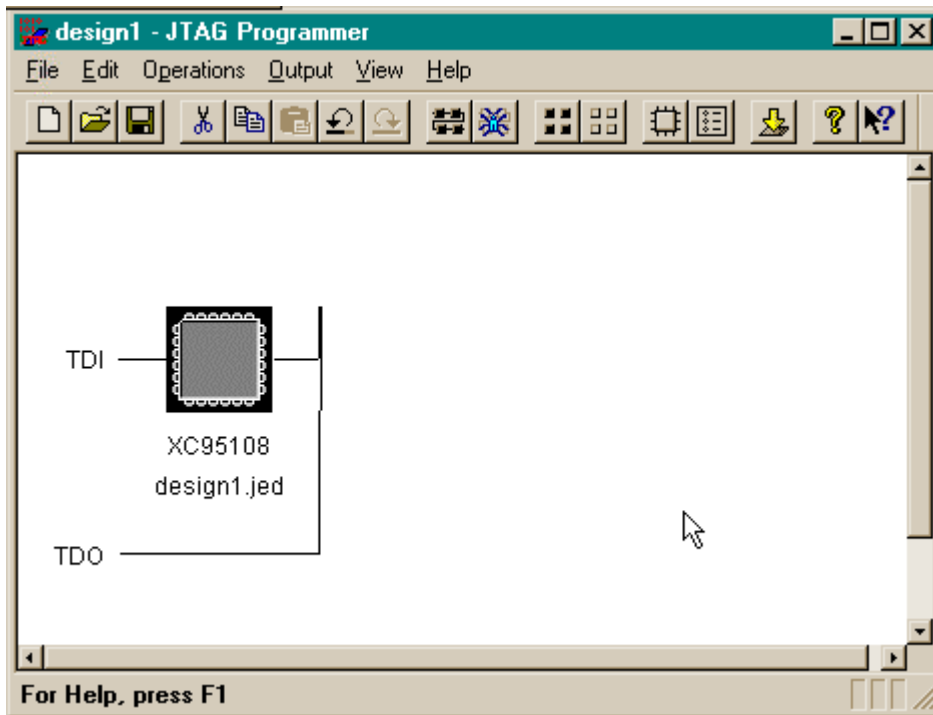 design1 - JTAG Programmer
File Edit Operations Output View Help
TDI
XC95108
design1.jed
TDO
For Help, press F1